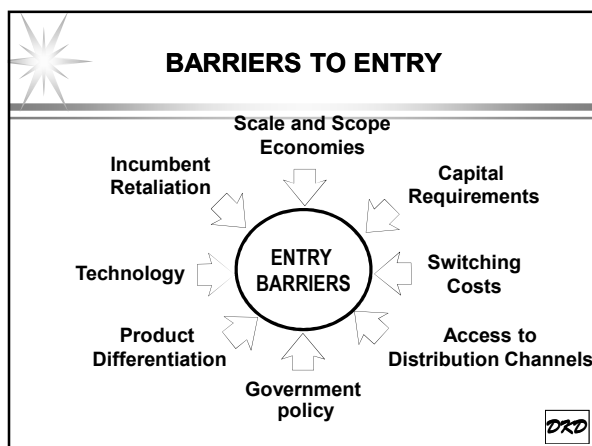 BARRIERS TO ENTRY
Scale and Scope
Economies
Incumbent
Retaliation
Capital
Requirements
Technology
ENTRY
BARRIERS
Switching
Costs
Product
Differentiation
Access to
Distribution Channels
Government
policy
DKD